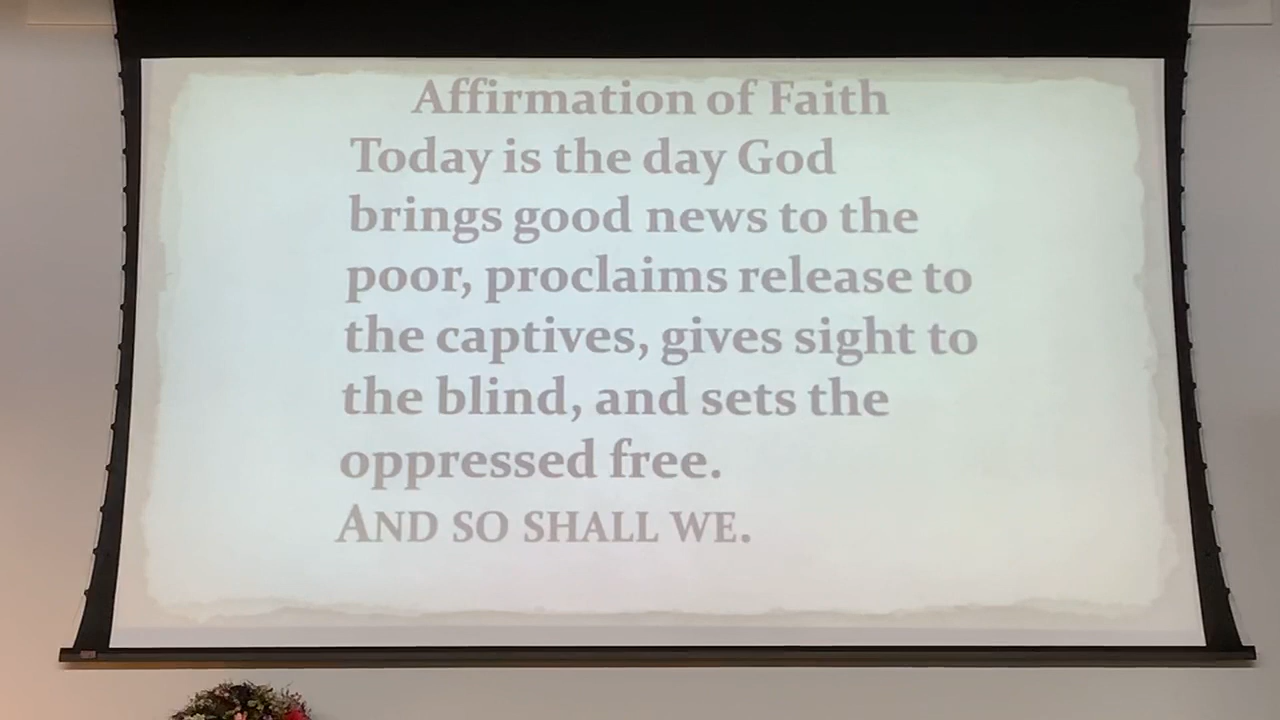 Affirmation of Faith
Today is the day God
brings good news to the
poor, proclaims release to
the captives, gives sight to
the blind, and sets the
oppressed free.
AND SO SHALL WE.